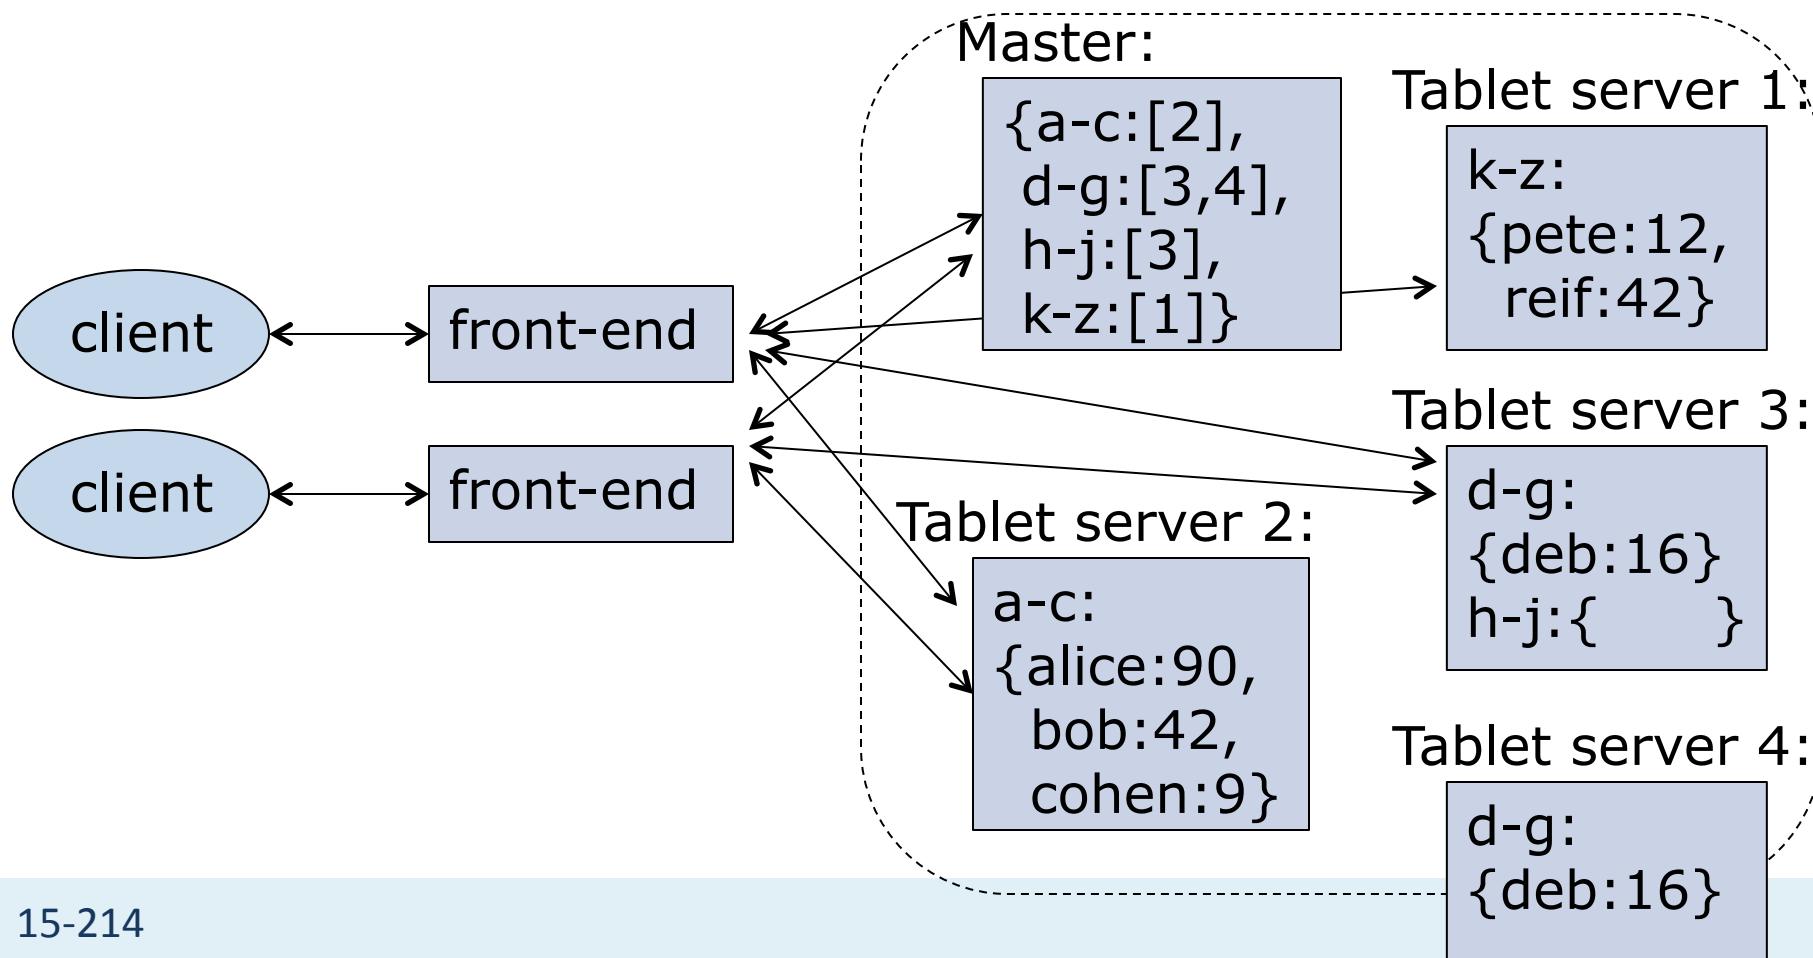 Master:
{a-c:[2],
d-g:[3,4],
h-j:[3],
k-z:[1]}
Tablet server 1:
k-z:
{pete:12,
reif:42}
client
front-end
client
front-end
Tablet server 3:
d-g:
{deb:16}
h-j:{ }
Tablet server 2:
a-c:
{alice:90,
bob:42,
cohen:9}
Tablet server 4:
d-g:
{deb:16}
15-214